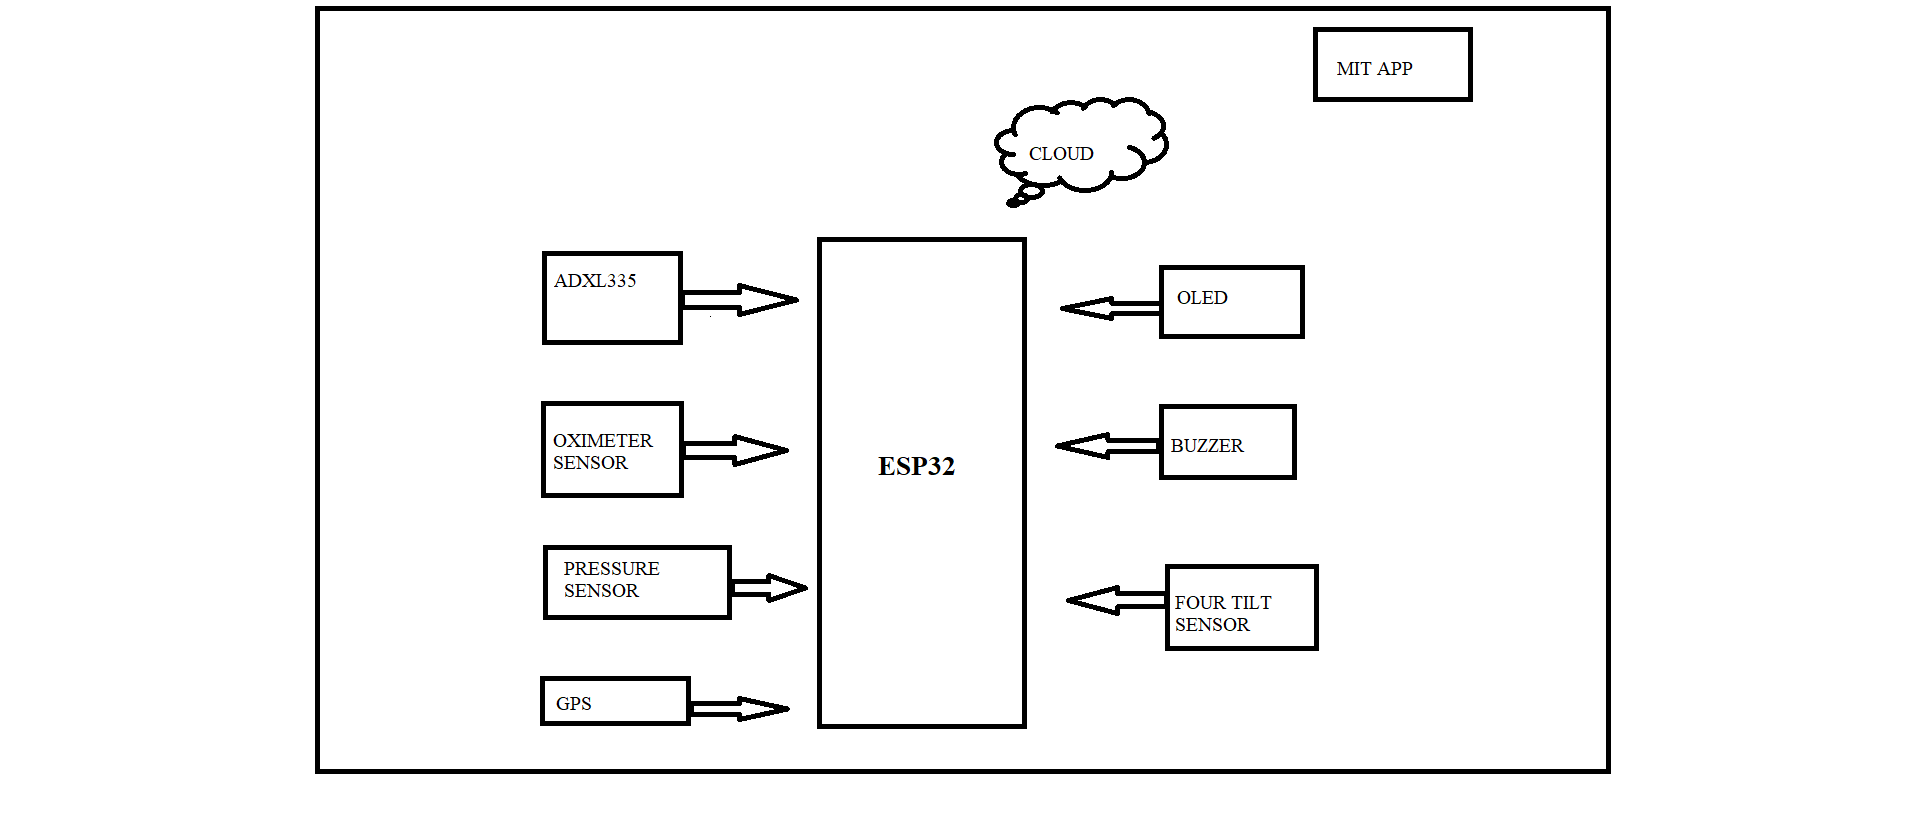 MIT APP
CLOUD
ADXL335
OLED
OXIMETER
SENSOR
BUZZER
ESP32
PRESSURE
SENSOR
FOUR TILT
SENSOR
GPS